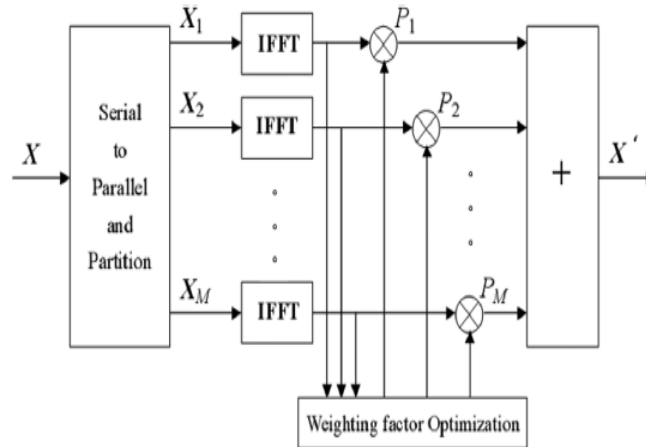 X
Serial
to
Parallel
and
Partition
X1
IFFT
P1
X2
IFFT
P2
XM
IFFT
PM
+
X‘
Weighting factor Optimization